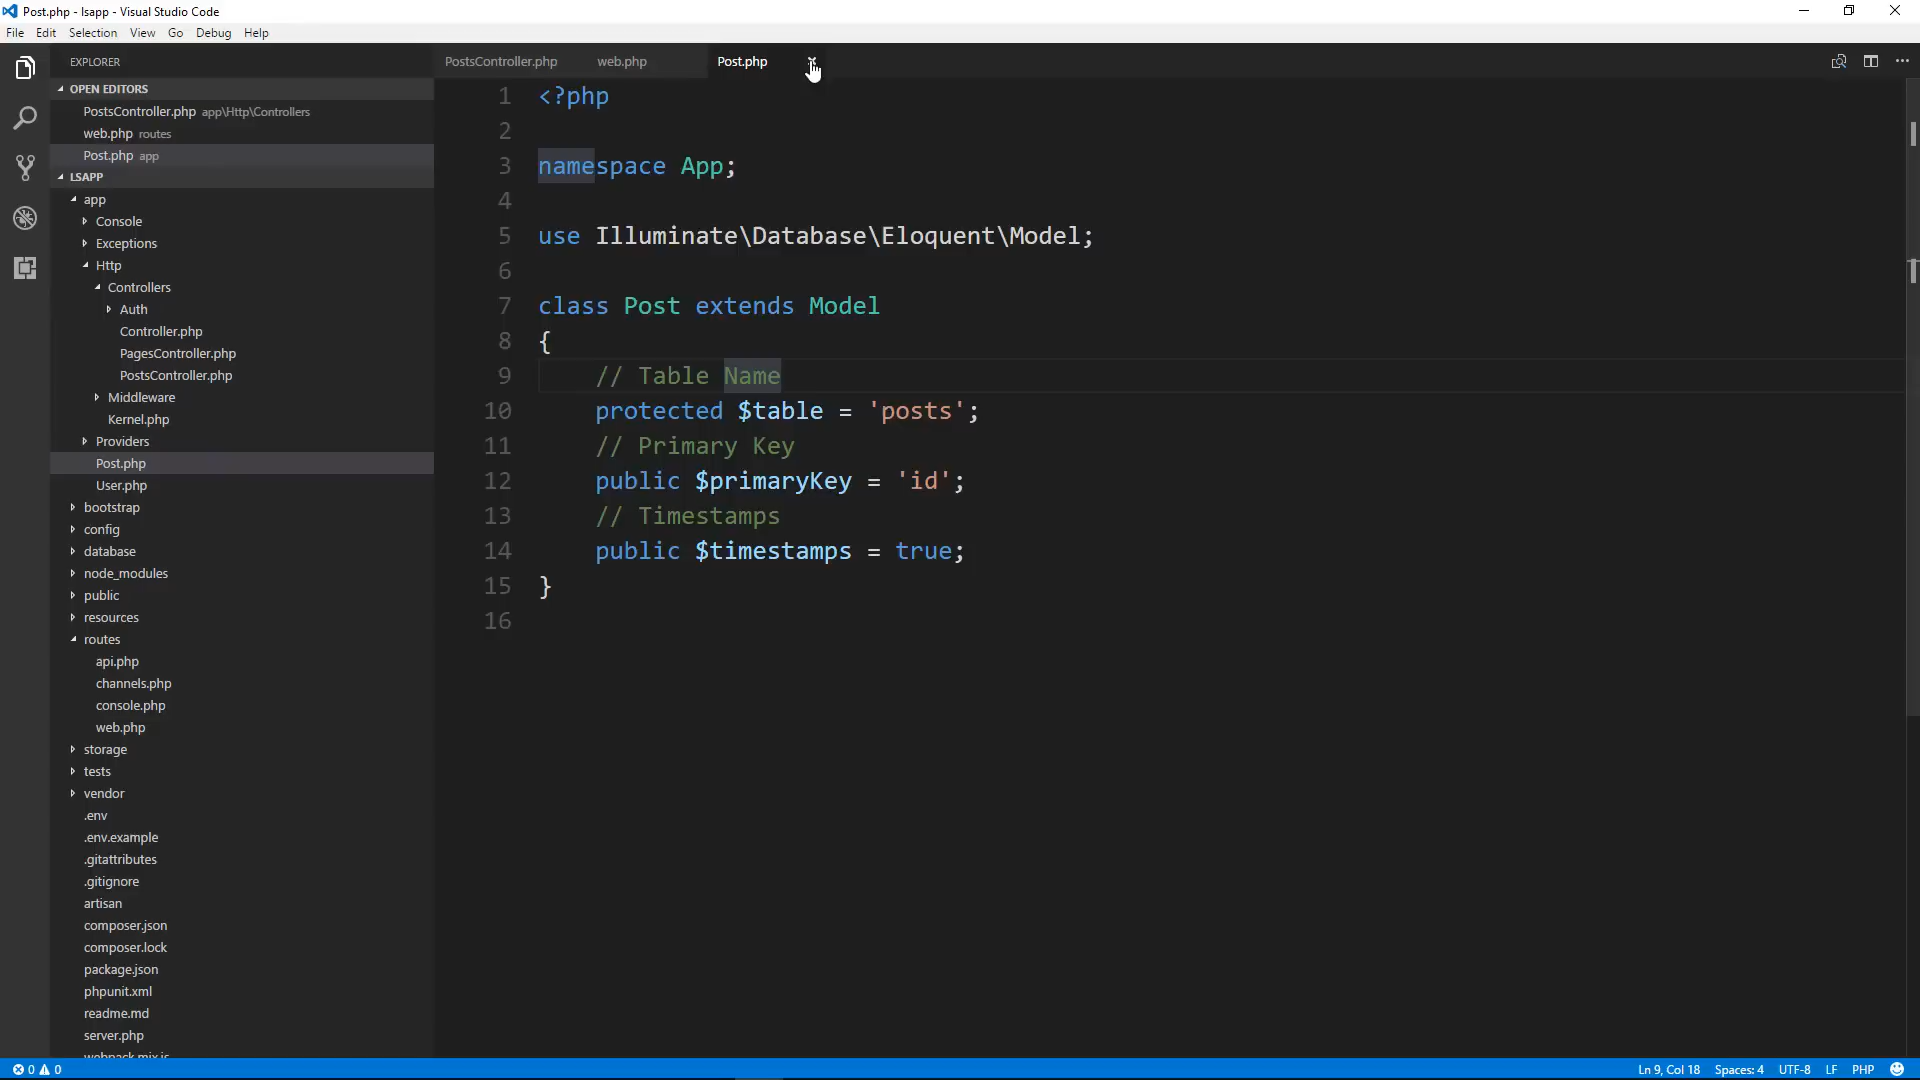 Post.php - lsapp - Visual Studio Code
File Edit Selection View Go Debug Help
EXPLORER
OPEN EDITORS
PostsController.php app\Http\Controllers
web.php routes
Post.php app
LSAPP
app
Console
Exceptions
Http
Controllers
Auth
Controller.php
PagesController.php
PostsController.php
Middleware
Kernel.php
Providers
Post.php
User.php
bootstrap
config
database
node_modules
public
resources
routes
api.php
channels.php
console.php
web.php
storage
tests
vendor
.env
.env.example
.gitattributes
.gitignore
artisan
composer.json
composer.lock
package.json
phpunit.xml
readme.md
server.php
webpack.mix.js
PostsController.php web.php Post.php
1 <?php
2
3 namespace App;
4
5 use Illuminate\Database\Eloquent\Model;
6
7 class Post extends Model
8 {
9 // Table Name
10 protected $table = 'posts';
11 // Primary Key
12 public $primaryKey = 'id';
13 // Timestamps
14 public $timestamps = true;
15 }
16
0 0 Ln 9, Col 18 Spaces: 4 UTF-8 LF PHP